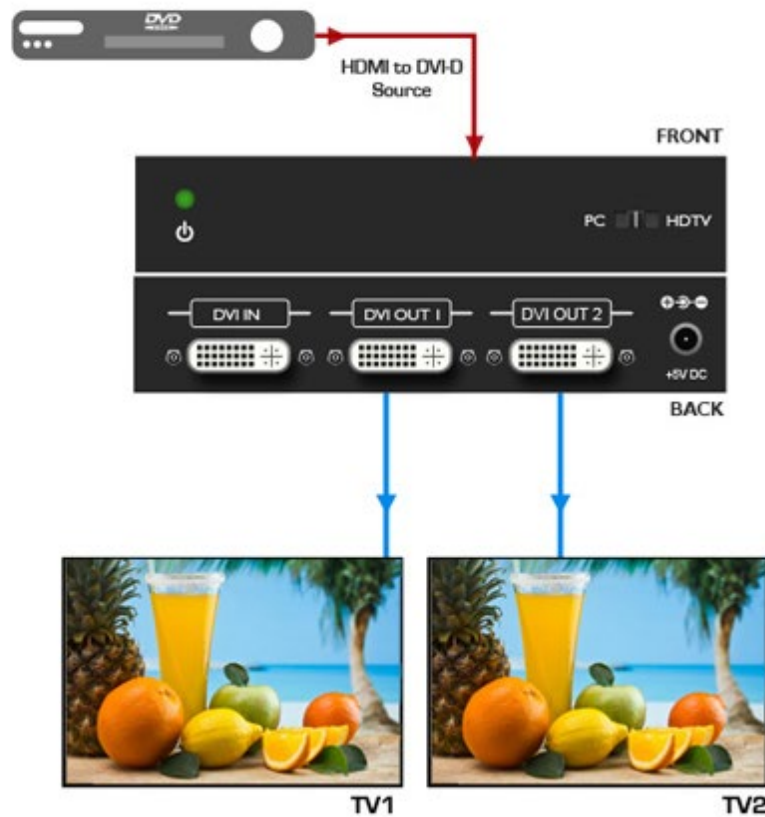 DVD
HDMI to DVI-D
Source
FRONT
PC HDTV
DVI IN DVI OUT 1 DVI OUT 2
+5V DC
BACK
TV1 TV2